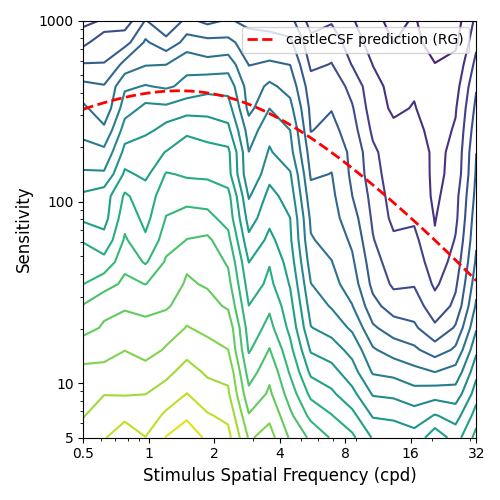 castleCSF prediction (RG)
Sensitivity
1000
100
10
5
0.5 1 2 4 8 16 32
Stimulus Spatial Frequency (cpd)